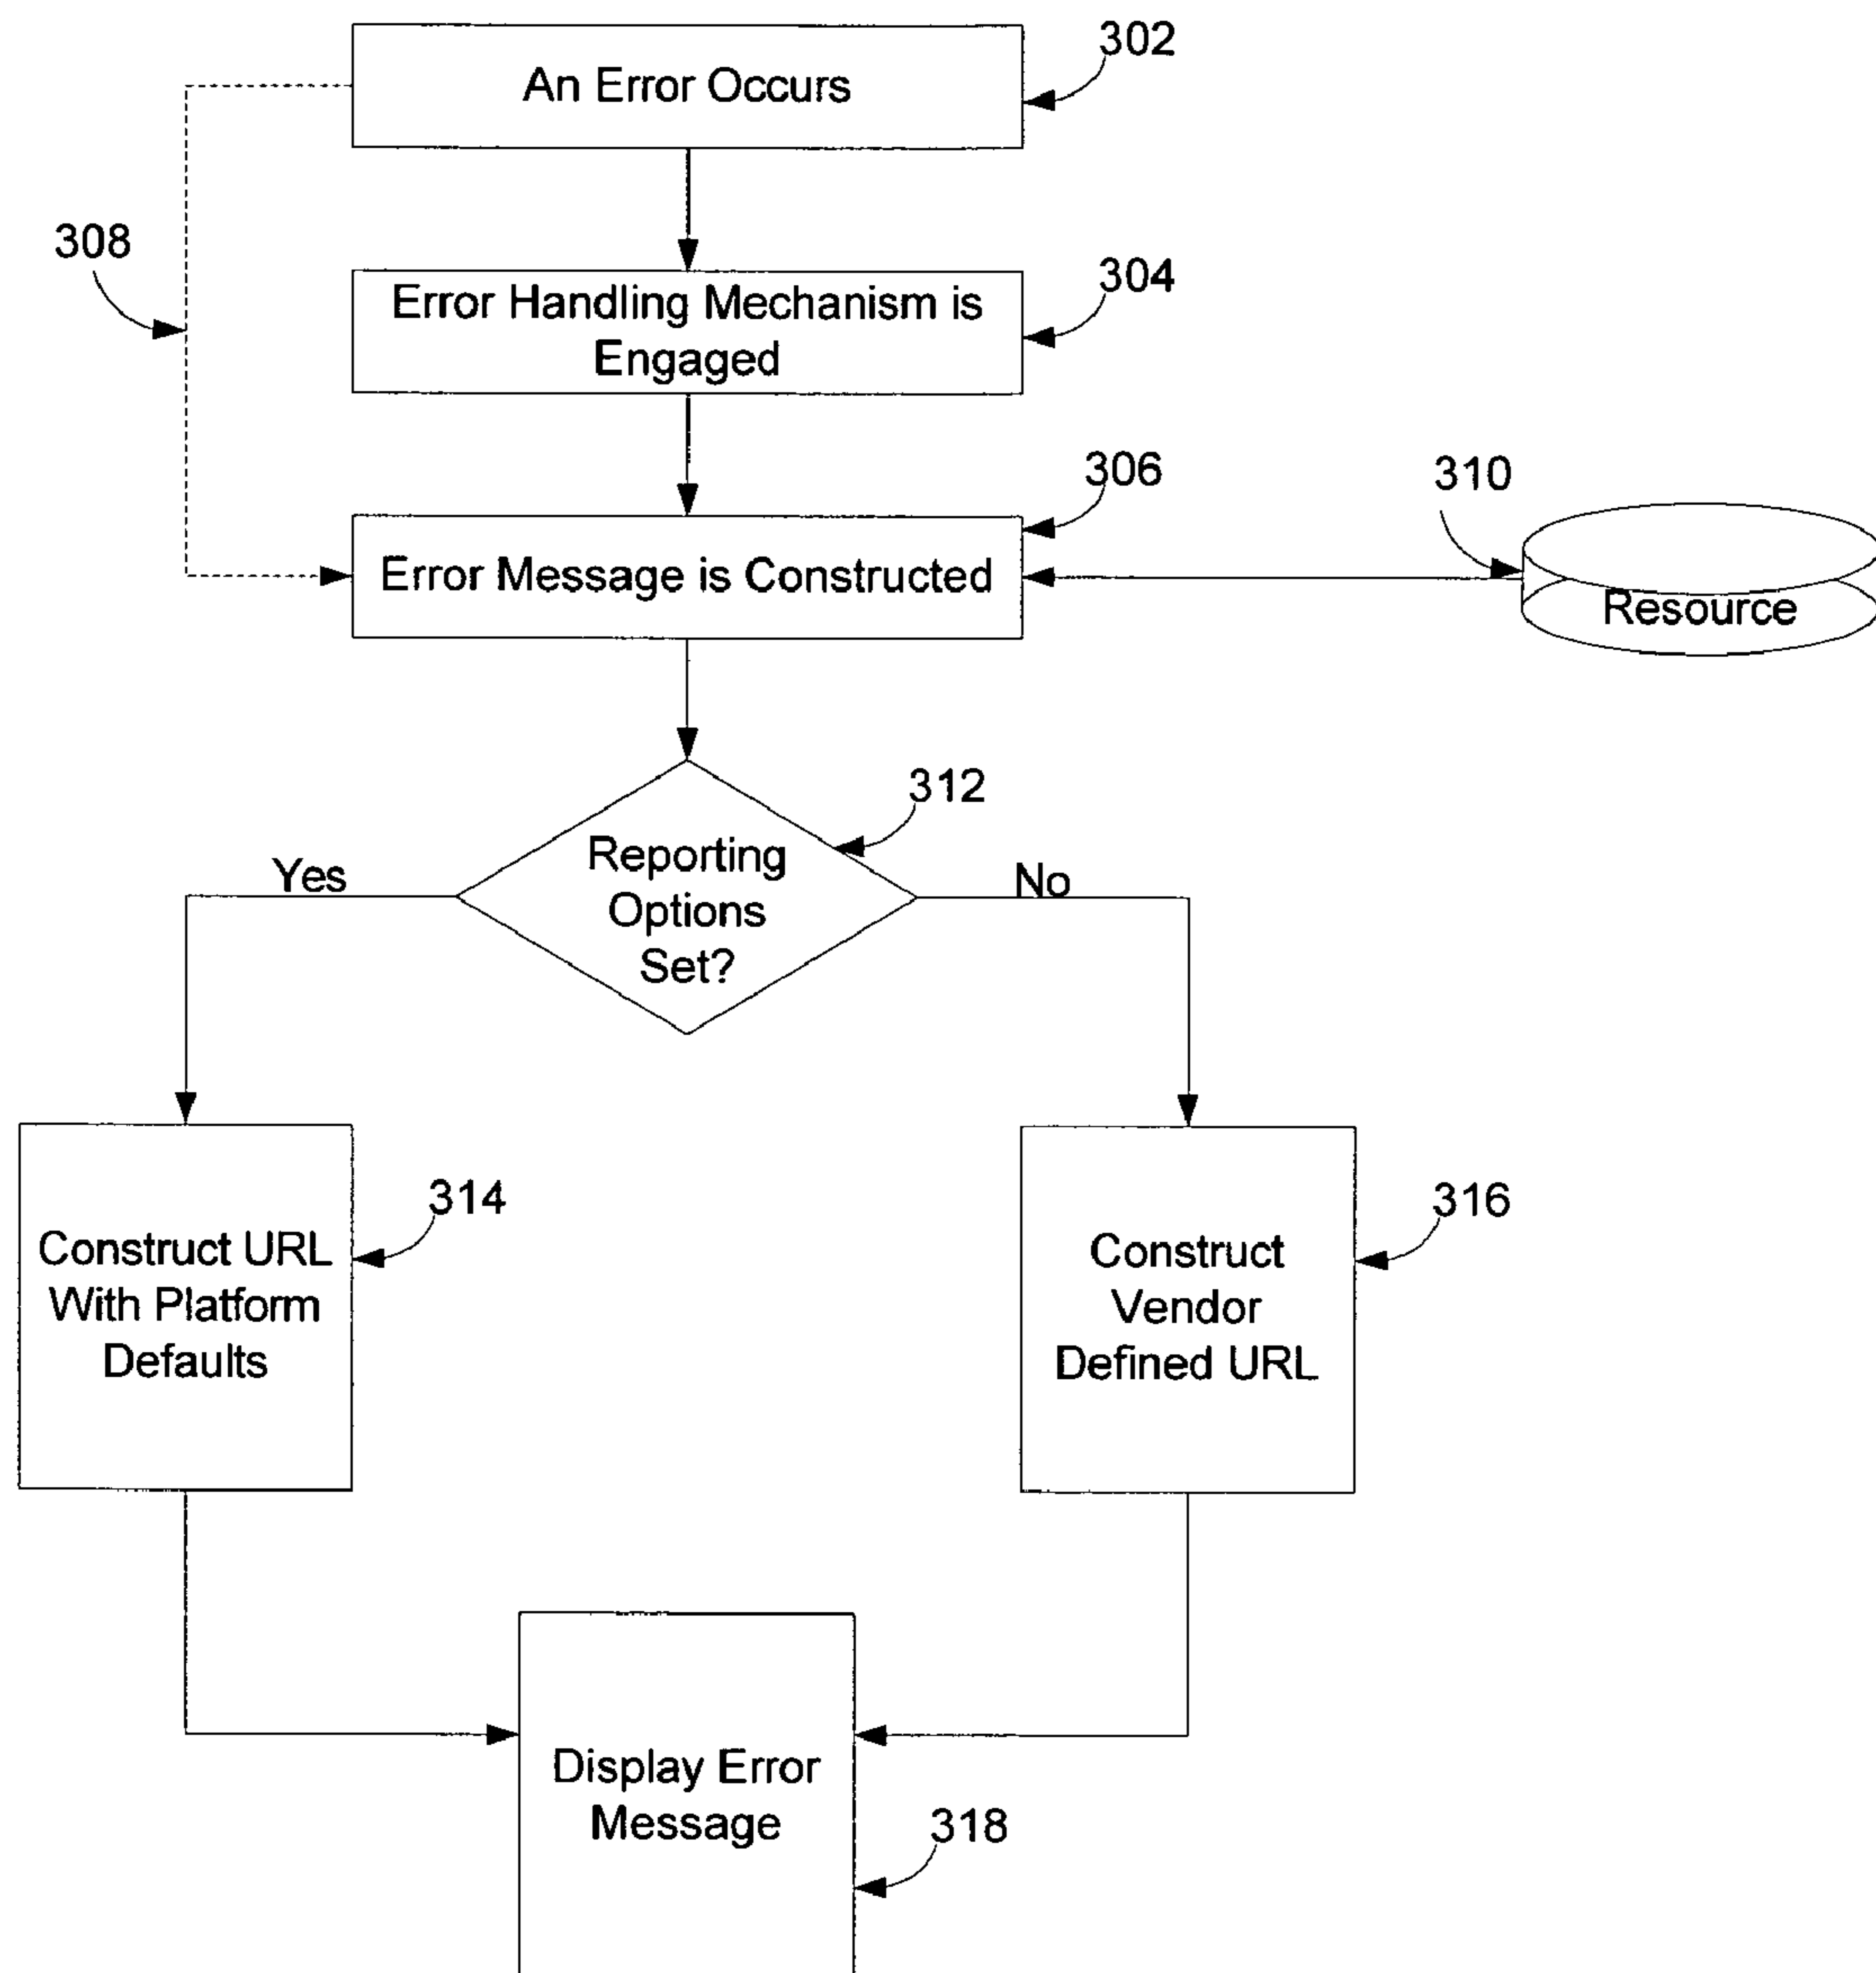 302
An Error Occurs
308
304
Error Handling Mechanism is
Engaged
306
310
Error Message is Constructed
Resource
312
Reporting
Options
Set?
Yes
No
314
316
Construct URL
With Platform
Defaults
Construct
Vendor
Defined URL
Display Error
Message
318